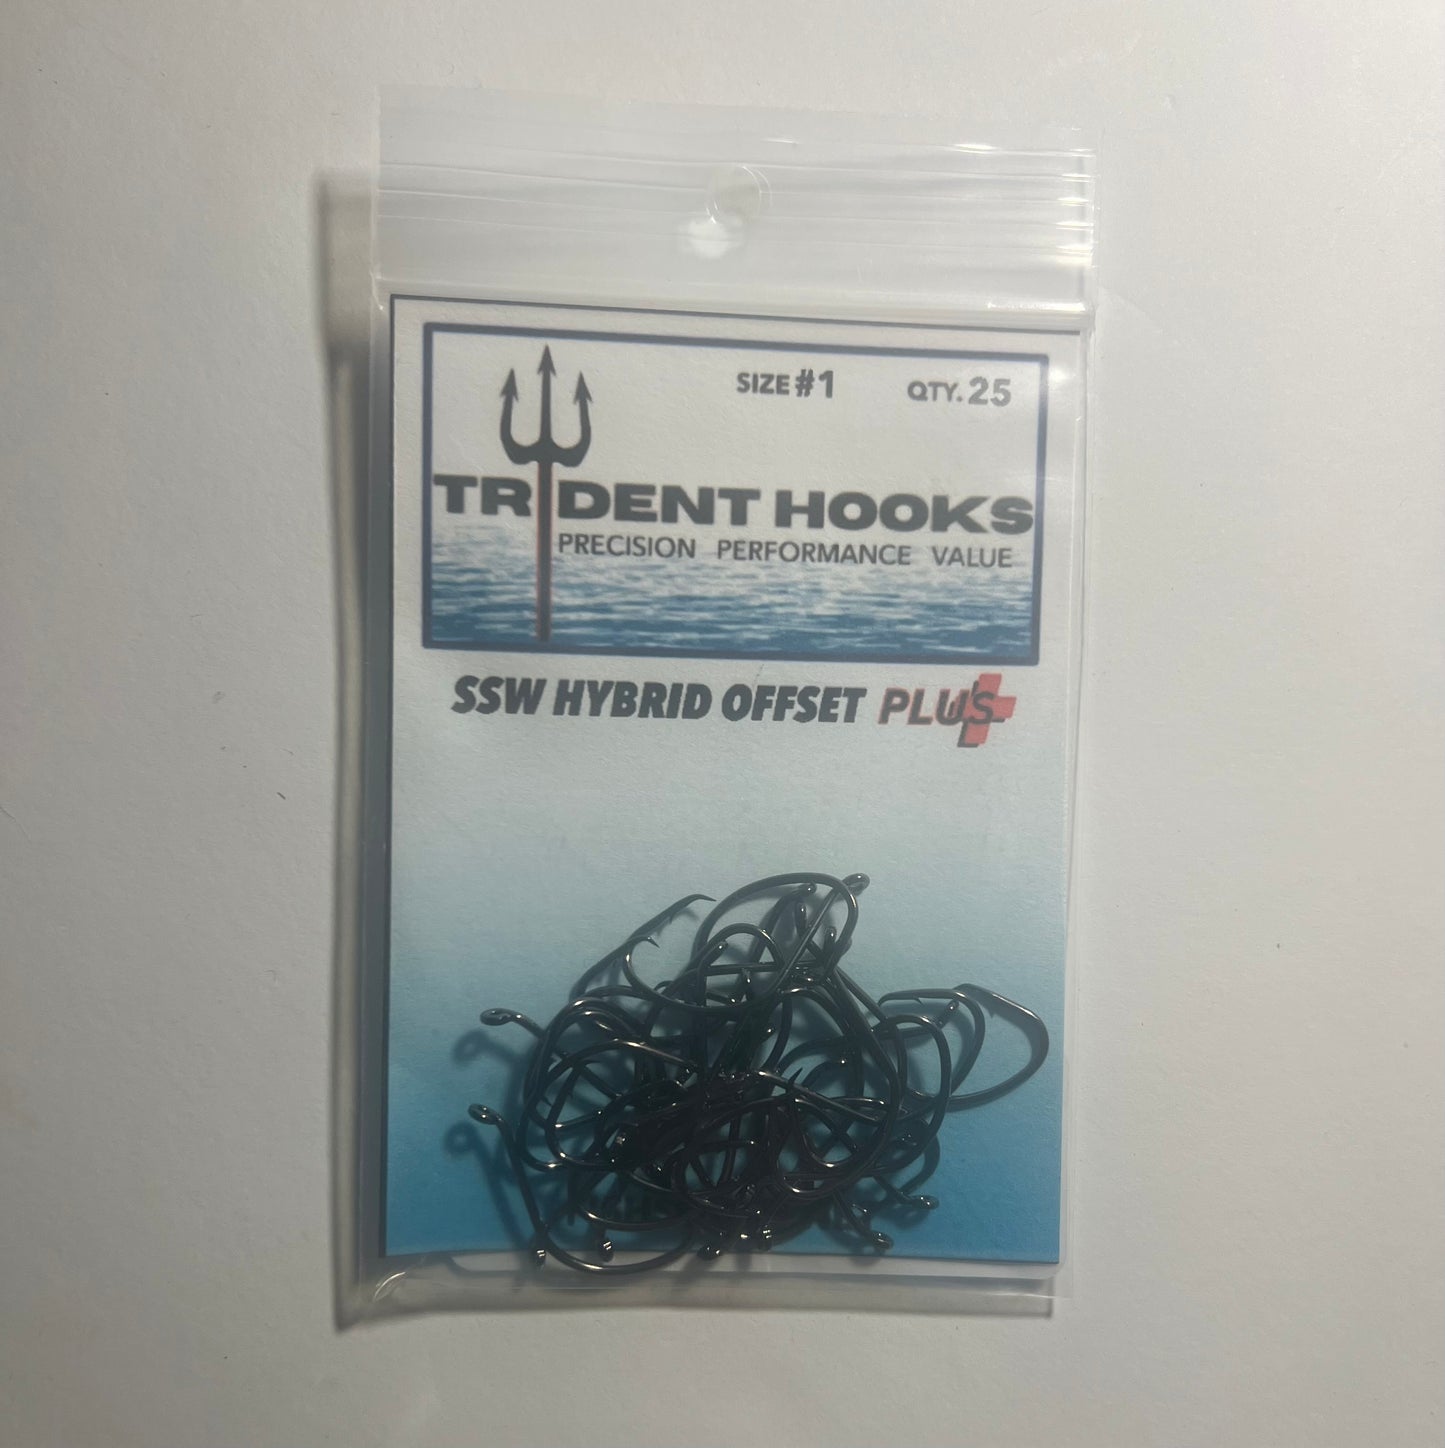 SIZE #1 QTY. 25
TRIDENT HOOKS
PRECISION PERFORMANCE VALUE
SSW HYBRID OFFSET PLUS